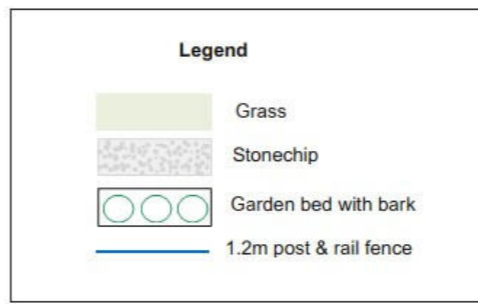 Legend
Grass
Stonechip
Garden bed with bark
1.2m post & rail fence